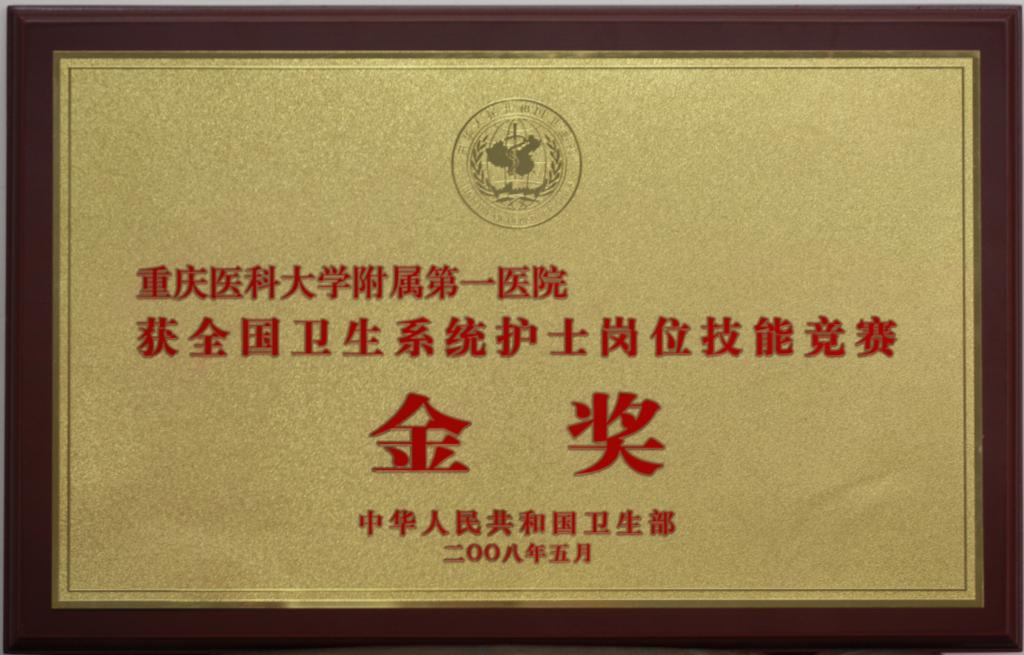 重庆医科大学附属第一医院
获全国卫生系统护士岗位技能竞赛
金奖
中华人民共和国卫生部
二OO八年五月